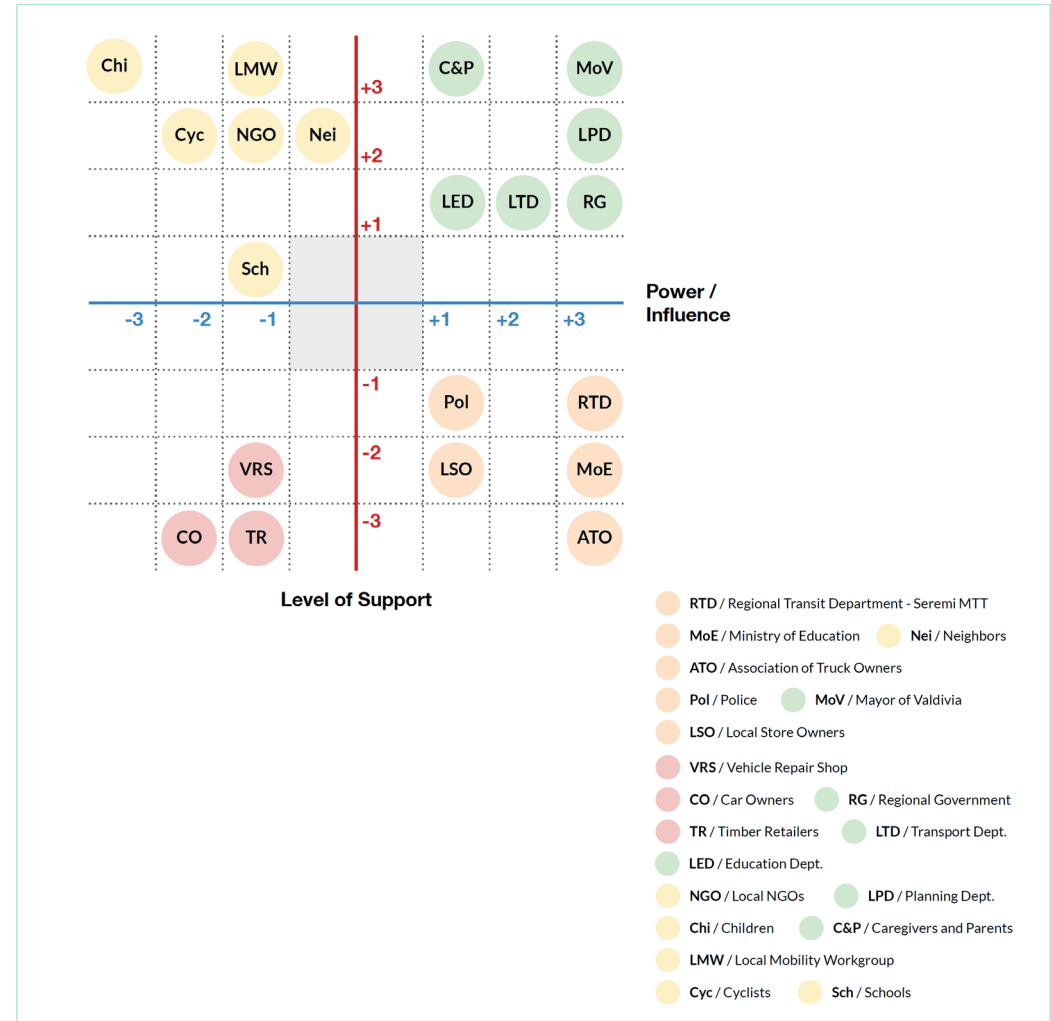 Chi LMW C&P MoV
+3
Cyc NGO Nei LPD
+2
LED LTD RG
+1
Sch
Power /
Influence
-3 -2 -1 +1 +2 +3
-1
Pol RTD
-2
VRS LSO MoE
-3
CO TR ATO
Level of Support
RTD / Regional Transit Department - Seremi MTT
MoE / Ministry of Education Nei / Neighbors
ATO / Association of Truck Owners
Pol / Police MoV / Mayor of Valdivia
LSO / Local Store Owners
VRS / Vehicle Repair Shop
CO / Car Owners RG / Regional Government
TR / Timber Retailers LTD / Transport Dept.
LED / Education Dept.
NGO / Local NGOs LPD / Planning Dept.
Chi / Children C&P / Caregivers and Parents
LMW / Local Mobility Workgroup
Cyc / Cyclists Sch / Schools